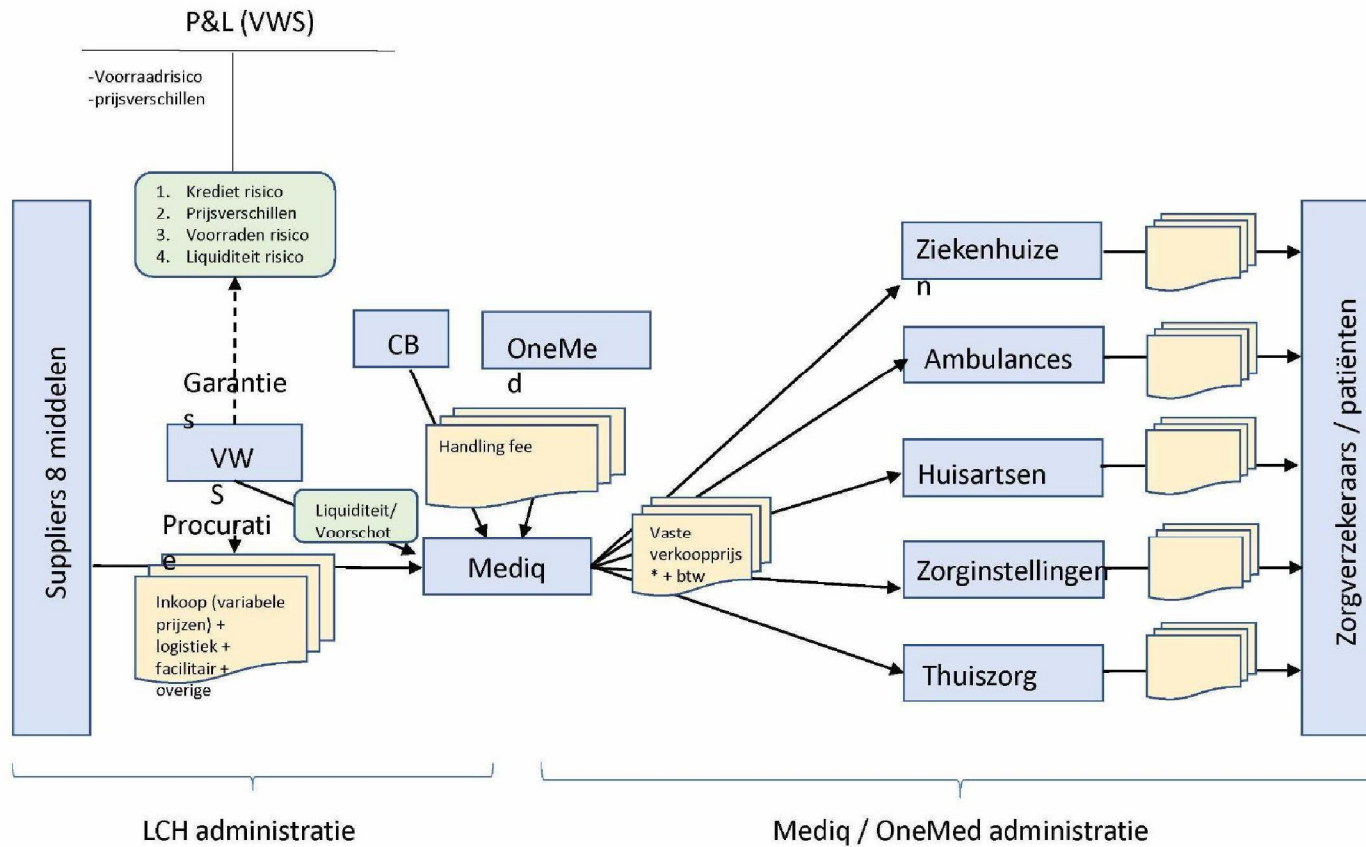 P&L (VWS)
-Voorraadrisico
-prijsverschillen
1. Krediet risico
2. Prijsverschillen
3. Voorraden risico
4. Liquiditeit risico
Suppliers 8 middelen
Garantie
s
VW
S
Procurati
e
Inkoop (variabele
prijzen) +
logistiek +
facilitair +
overige
Liquiditeit/
Voorschot
CB
OneMe
d
Handling fee
Mediq
Vaste
verkoopprijs
* + btw
Ziekenhuize
n
Ambulances
Huisartsen
Zorginstellingen
Thuiszorg
Zorgverzekeraars / patiënten
LCH administratie
Mediq / OneMed administratie